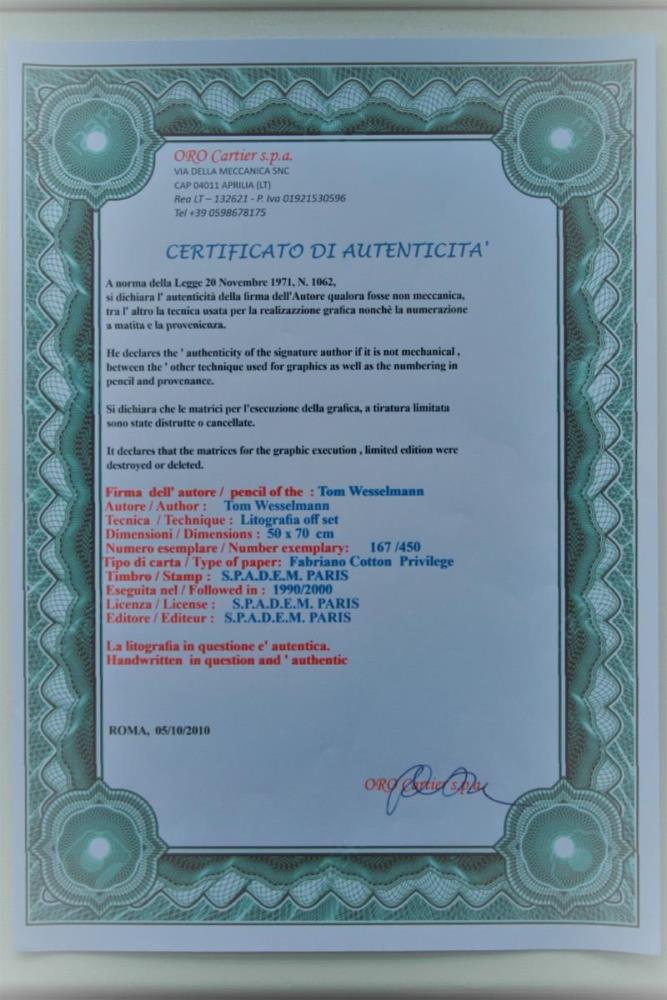 ORO Cartier s.p.a.
VIA DELLA MECCANICA SNC
CAP 04011 APRILIA (LT)
Rea LT – 132621 - P. Iva 01921530596
Tel +39 0598678175
CERTIFICATO DI AUTENTICITA'
A norma della Legge 20 Novembre 1971, N. 1062,
si dichiara l' autenticità della firma dell'Autore qualora fosse non meccanica,
tra l' altro la tecnica usata per la realizazzione grafica nonchè la numerazione
a matita e la provenienza.
He declares the ' authenticity of the signature author if it is not mechanical ,
between the ' other technique used for graphics as well as the numbering in
pencil and provenance.
Si dichiara che le matrici per l'esecuzione della grafica, a tiratura limitata
sono state distrutte o cancellate.
It declares that the matrices for the graphic execution , limited edition were
destroyed or deleted.
Firma dell' autore / pencil of the : Tom Wesselmann
Autore / Author : Tom Wesselmann
Tecnica / Technique : Litografia off set
Dimensioni / Dimensions : 50 x 70 cm
Numero esemplare / Number exemplary: 167 /450
Tipo di carta / Type of paper: Fabriano Cotton Privilege
Timbro / Stamp : S.P.A.D.E.M. PARIS
Eseguita nel / Followed in : 1990/2000
Licenza / License : S.P.A.D.E.M. PARIS
Editore / Editeur : S.P.A.D.E.M. PARIS
La litografia in questione e' autentica.
Handwritten in question and ' authentic
ROMA, 05/10/2010
ORO Cartier s.p.a.